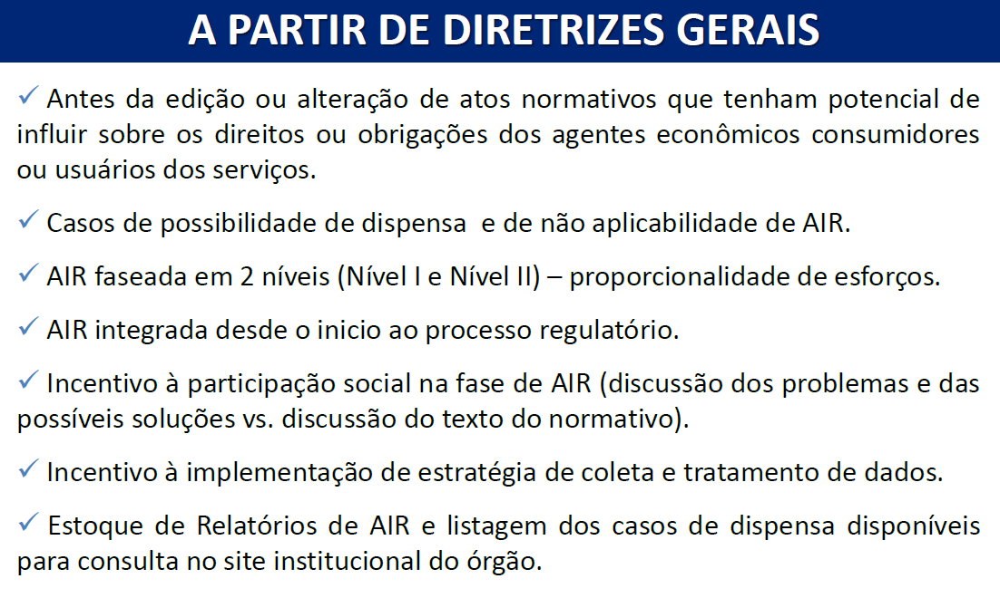 A PARTIR DE DIRETRIZES GERAIS
✓ Antes da edição ou alteração de atos normativos que tenham potencial de
influir sobre os direitos ou obrigações dos agentes econômicos consumidores
ou usuários dos serviços.
✓ Casos de possibilidade de dispensa  e de não aplicabilidade de AIR.
✓ AIR faseada em 2 níveis (Nível I e Nível II) – proporcionalidade de esforços.
✓ AIR integrada desde o inicio ao processo regulatório.
✓ Incentivo à participação social na fase de AIR (discussão dos problemas e das
possíveis soluções vs. discussão do texto do normativo).
✓ Incentivo à implementação de estratégia de coleta e tratamento de dados.
✓ Estoque de Relatórios de AIR e listagem dos casos de dispensa disponíveis
para consulta no site institucional do órgão.